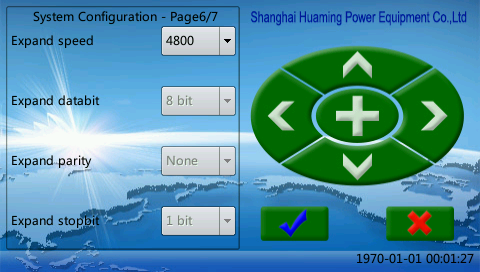 System Configuration - Page6/7
Shanghai Huaming Power Equipment Co.,Ltd
Expand speed
4800
Expand databit
8 bit
Expand parity
None
Expand stopbit
1 bit
1970-01-01 00:01:27